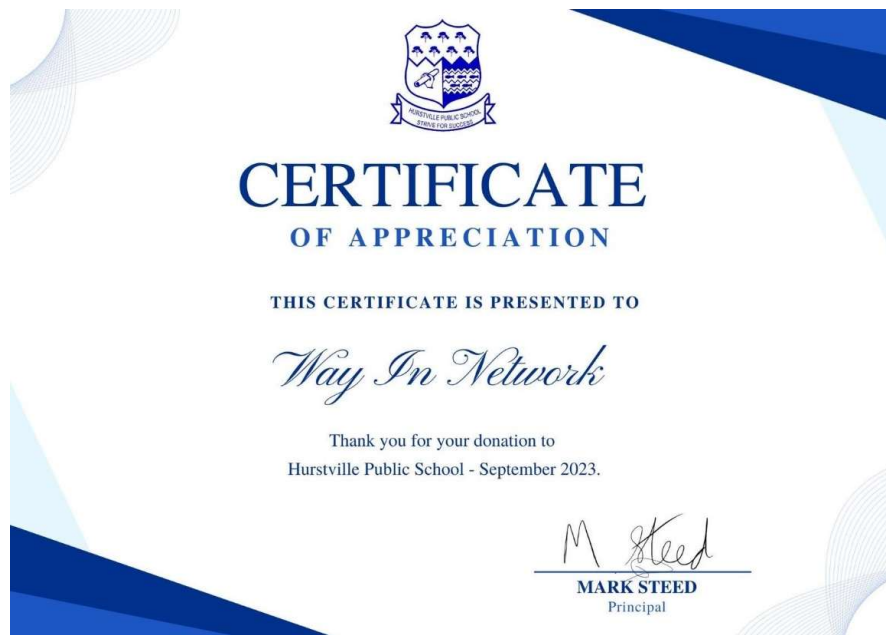 HURSTVILLE PUBLIC SCHOOL
STRIVE FOR SUCCESS
CERTIFICATE
OF APPRECIATION
THIS CERTIFICATE IS PRESENTED TO
Way In Network
Thank you for your donation to
Hurstville Public School - September 2023.
M Steed
MARK STEED
Principal